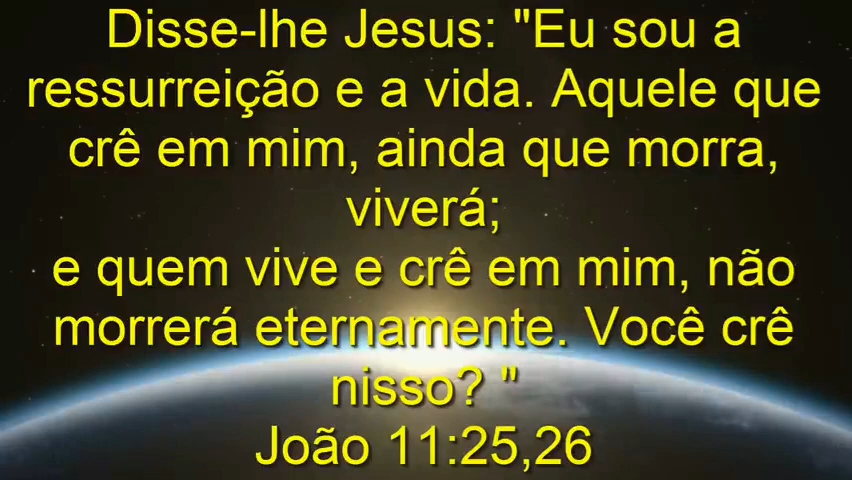 Disse-lhe Jesus: "Eu sou a
ressurreição e a vida. Aquele que
crê em mim, ainda que morra,
viverá;
e quem vive e crê em mim, não
morrerá eternamente. Você crê
nisso? "
João 11:25,26